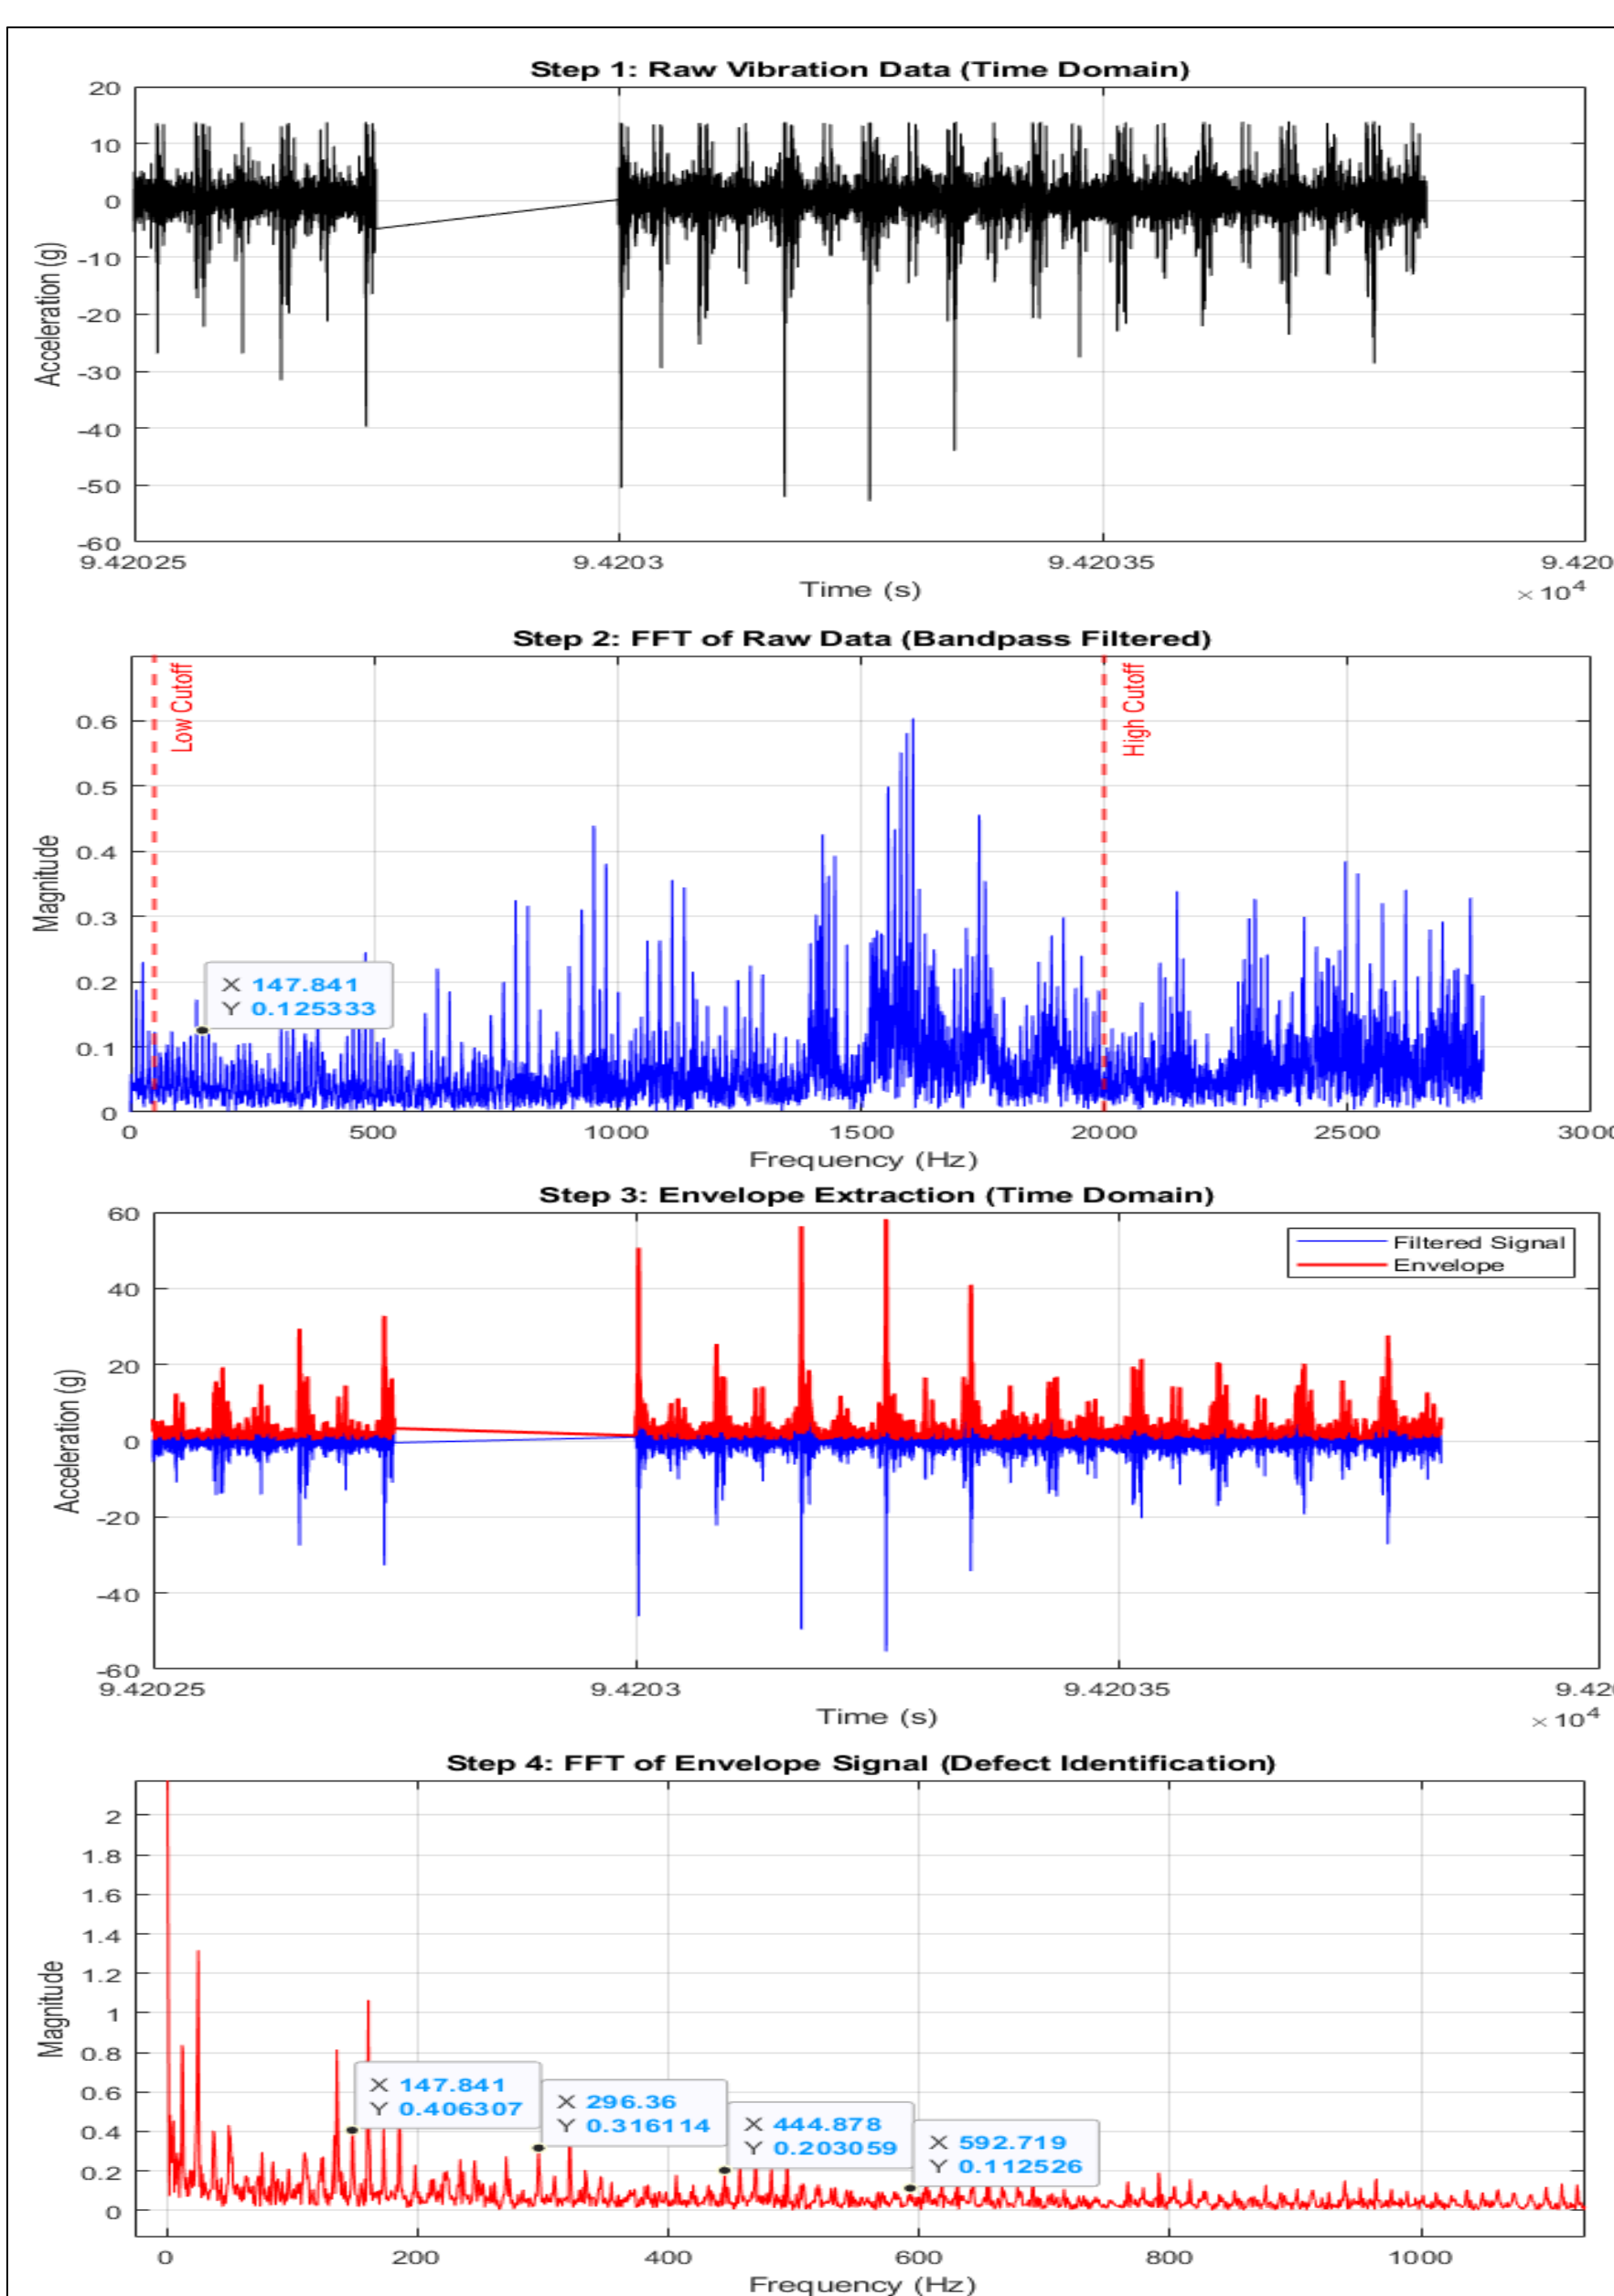 Step 1: Raw Vibration Data (Time Domain)
20
10
0
-10
-20
-30
-40
-50
-60
Acceleration (g)
9.42025
9.4203
9.42035
9.420
Time (s)
× 10⁴
Step 2: FFT of Raw Data (Bandpass Filtered)
Low Cutoff
High Cutoff
0.6
0.5
0.4
0.3
0.2
0.1
0
Magnitude
X 147.841
Y 0.125333
0
500
1000
1500
2000
2500
3000
Frequency (Hz)
Step 3: Envelope Extraction (Time Domain)
60
40
20
0
-20
-40
-60
Acceleration (g)
Filtered Signal
Envelope
9.42025
9.4203
9.42035
9.420
Time (s)
× 10⁴
Step 4: FFT of Envelope Signal (Defect Identification)
2
1.8
1.6
1.4
1.2
1
0.8
0.6
0.4
0.2
0
Magnitude
X 147.841
Y 0.406307
X 296.36
Y 0.316114
X 444.878
Y 0.203059
X 592.719
Y 0.112526
0
200
400
600
800
1000
Frequency (Hz)